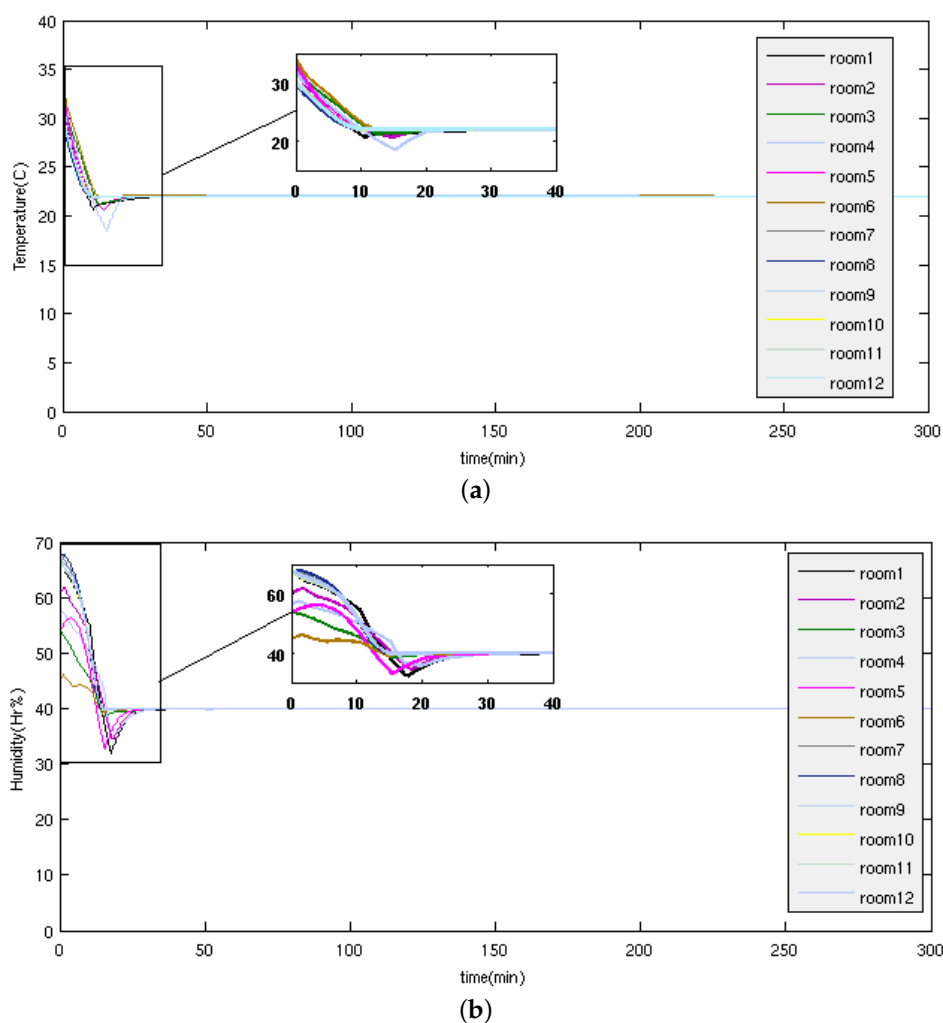 40
35
30
25
20
15
10
5
0
Temperature(C)
30
20
0 10 20 30 40
room1
room2
room3
room4
room5
room6
room7
room8
room9
room10
room11
room12
0 50 100 150 200 250 300
time(min)
(a)
70
60
50
40
30
20
10
0
Humidity(Hr%)
60
40
0 10 20 30 40
room1
room2
room3
room4
room5
room6
room7
room8
room9
room10
room11
room12
0 50 100 150 200 250 300
time(min)
(b)